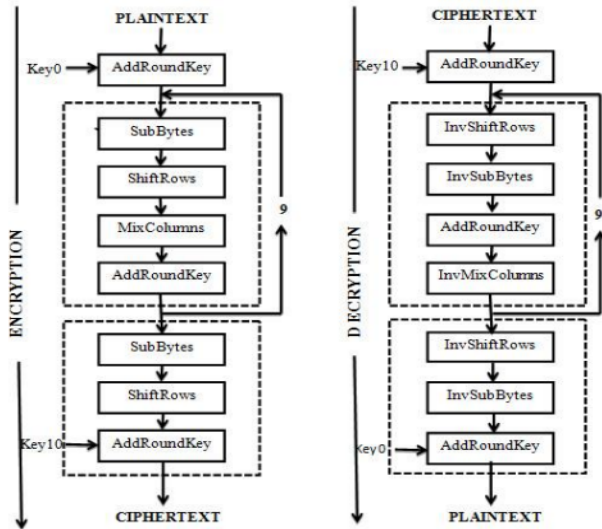 PLAINTEXT
Key0
AddRoundKey
SubBytes
ShiftRows
MixColumns
AddRoundKey
9
SubBytes
ShiftRows
Key10
AddRoundKey
CIPHERTEXT
ENCRYPTION
CIPHERTEXT
Key10
AddRoundKey
InvShiftRows
InvSubBytes
AddRoundKey
InvMixColumns
9
InvShiftRows
InvSubBytes
Key0
AddRoundKey
PLAINTEXT
D ECRYPTION